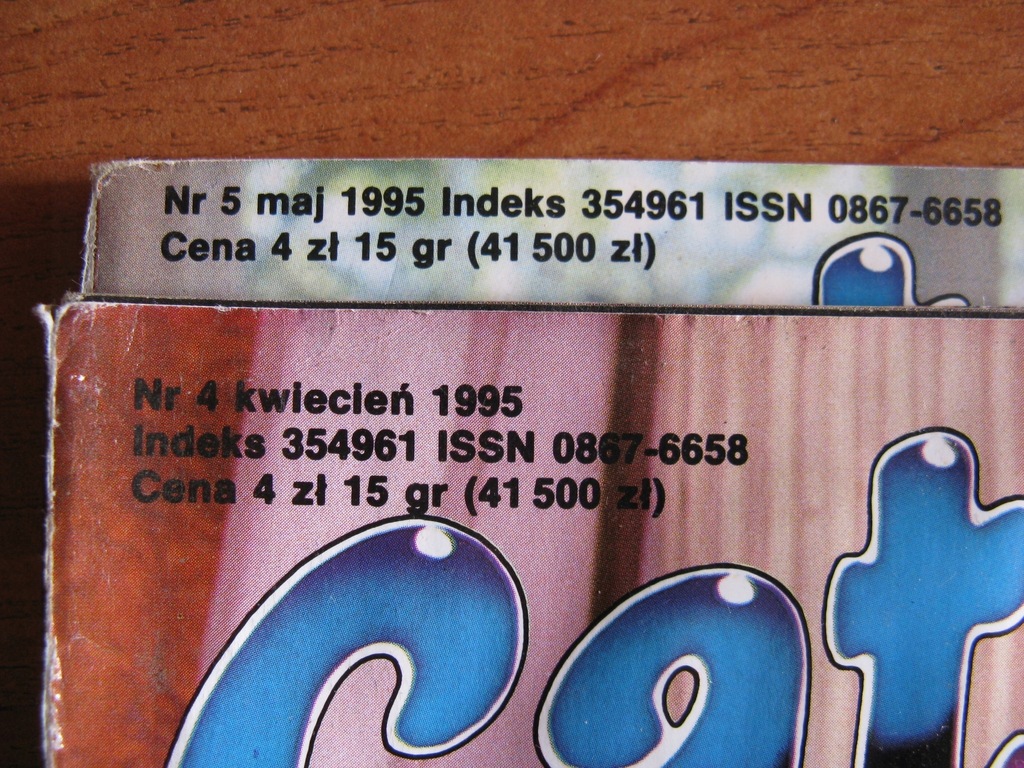 Nr 5 maj 1995 Indeks 354961 ISSN 0867-6658
Cena 4 zł 15 gr (41 500 zł)
Nr 4 kwiecień 1995
Indeks 354961 ISSN 0867-6658
Cena 4 zł 15 gr (41 500 zł)
Cat